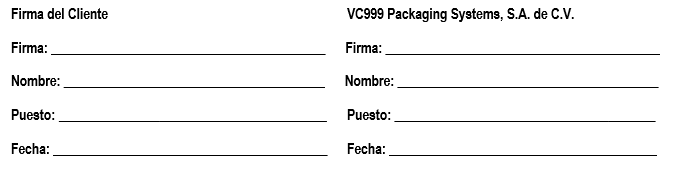 Firma del Cliente VC999 Packaging Systems, S.A. de C.V.
Firma: Firma:
Nombre: Nombre:
Puesto: Puesto:
Fecha: Fecha: